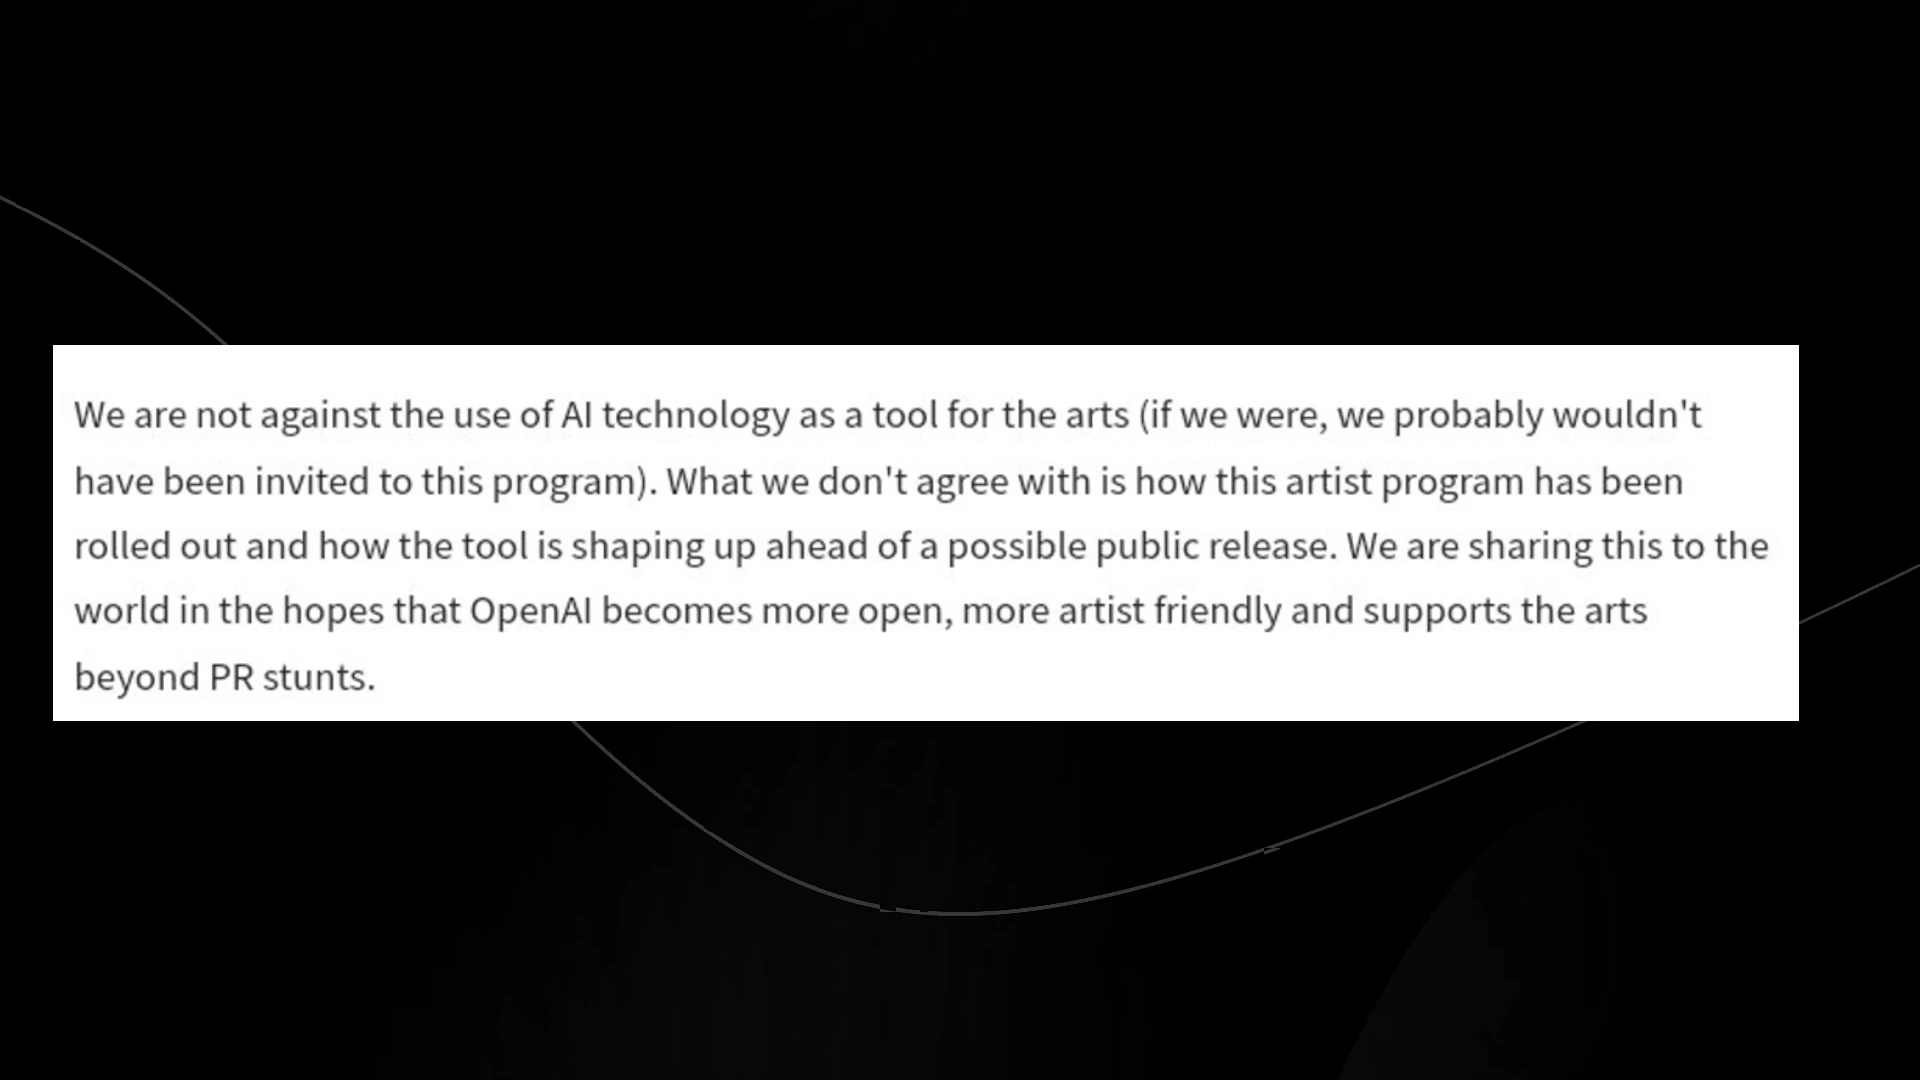 We are not against the use of AI technology as a tool for the arts (if we were, we probably wouldn't
have been invited to this program). What we don't agree with is how this artist program has been
rolled out and how the tool is shaping up ahead of a possible public release. We are sharing this to the
world in the hopes that OpenAI becomes more open, more artist friendly and supports the arts
beyond PR stunts.